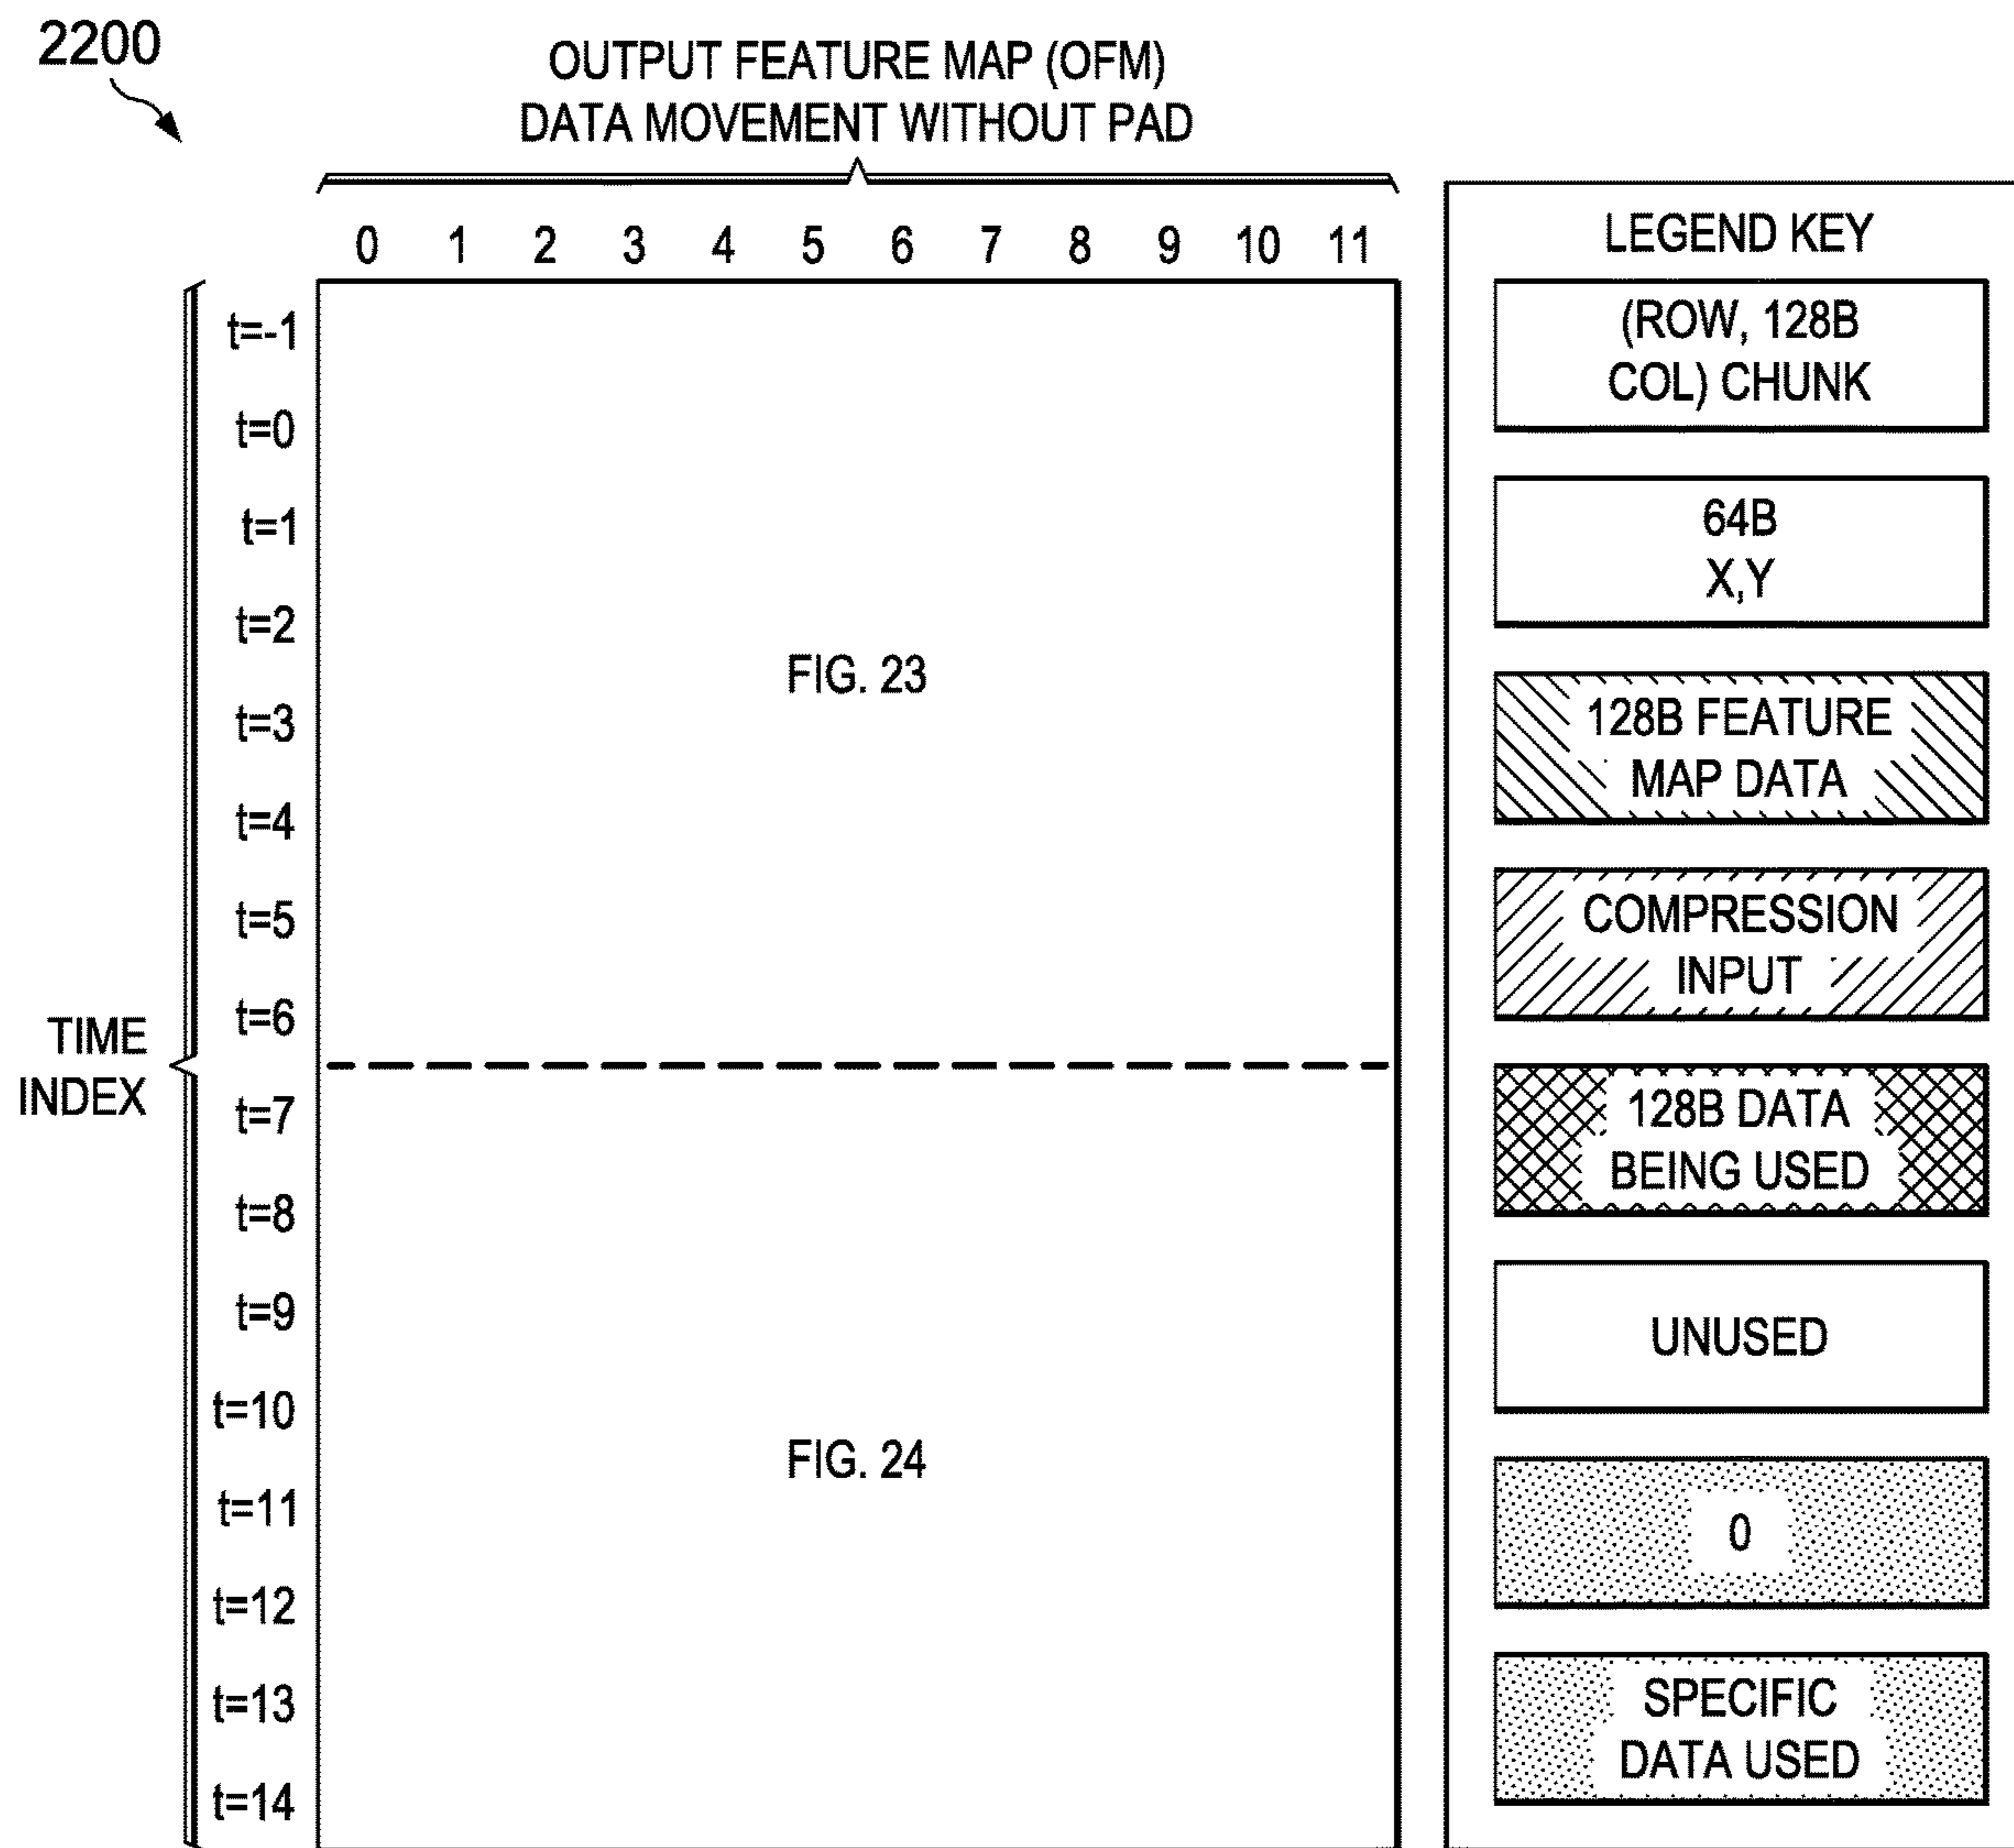 2200
OUTPUT FEATURE MAP (OFM)
DATA MOVEMENT WITHOUT PAD
0 1 2 3 4 5 6 7 8 9 10 11
TIME
INDEX
t=-1
t=0
t=1
t=2
t=3
t=4
t=5
t=6
t=7
t=8
t=9
t=10
t=11
t=12
t=13
t=14
FIG. 23
FIG. 24
LEGEND KEY
(ROW, 128B
COL) CHUNK
64B
X,Y
128B FEATURE
MAP DATA
COMPRESSION
INPUT
128B DATA
BEING USED
UNUSED
0
SPECIFIC
DATA USED